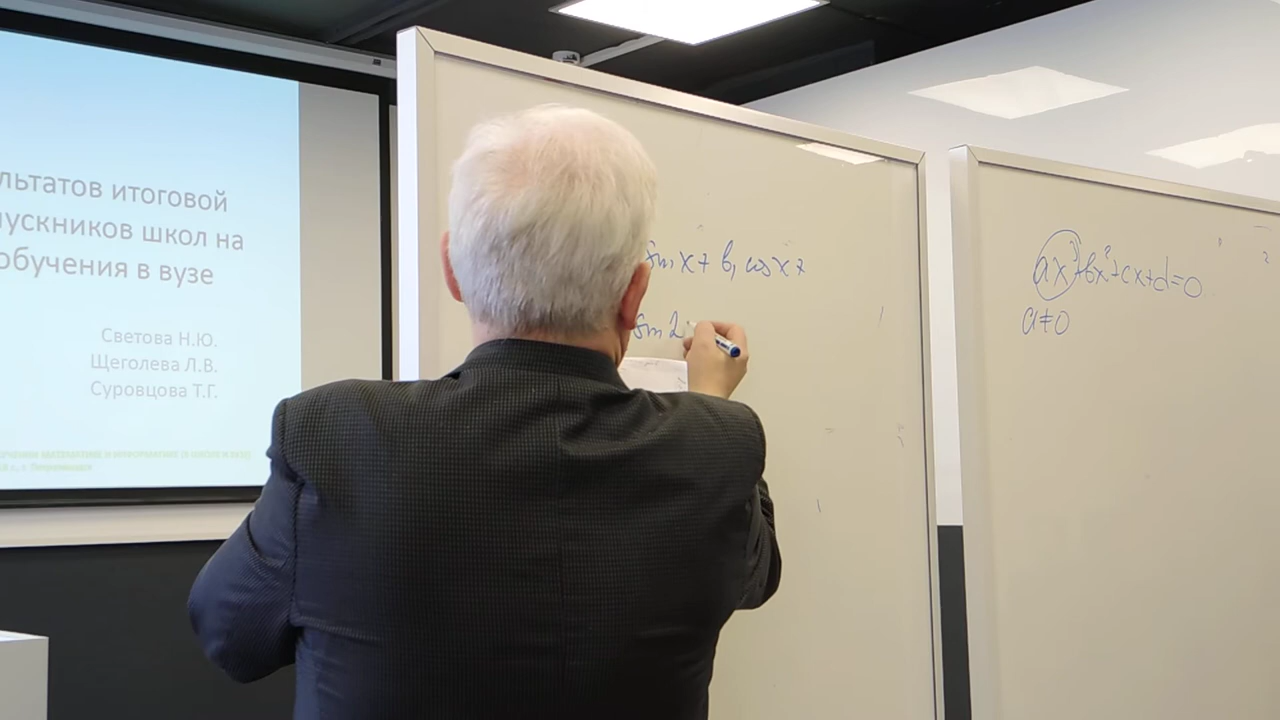 льтатов итоговой
ускников школ на
обучения в вузе
Светова Н.Ю.
Щеголева Л.В.
Суровцова Т.Г.
sin x + b₁ cos x +
sin 2
ax³+bx²+cx+d=0
a≠0